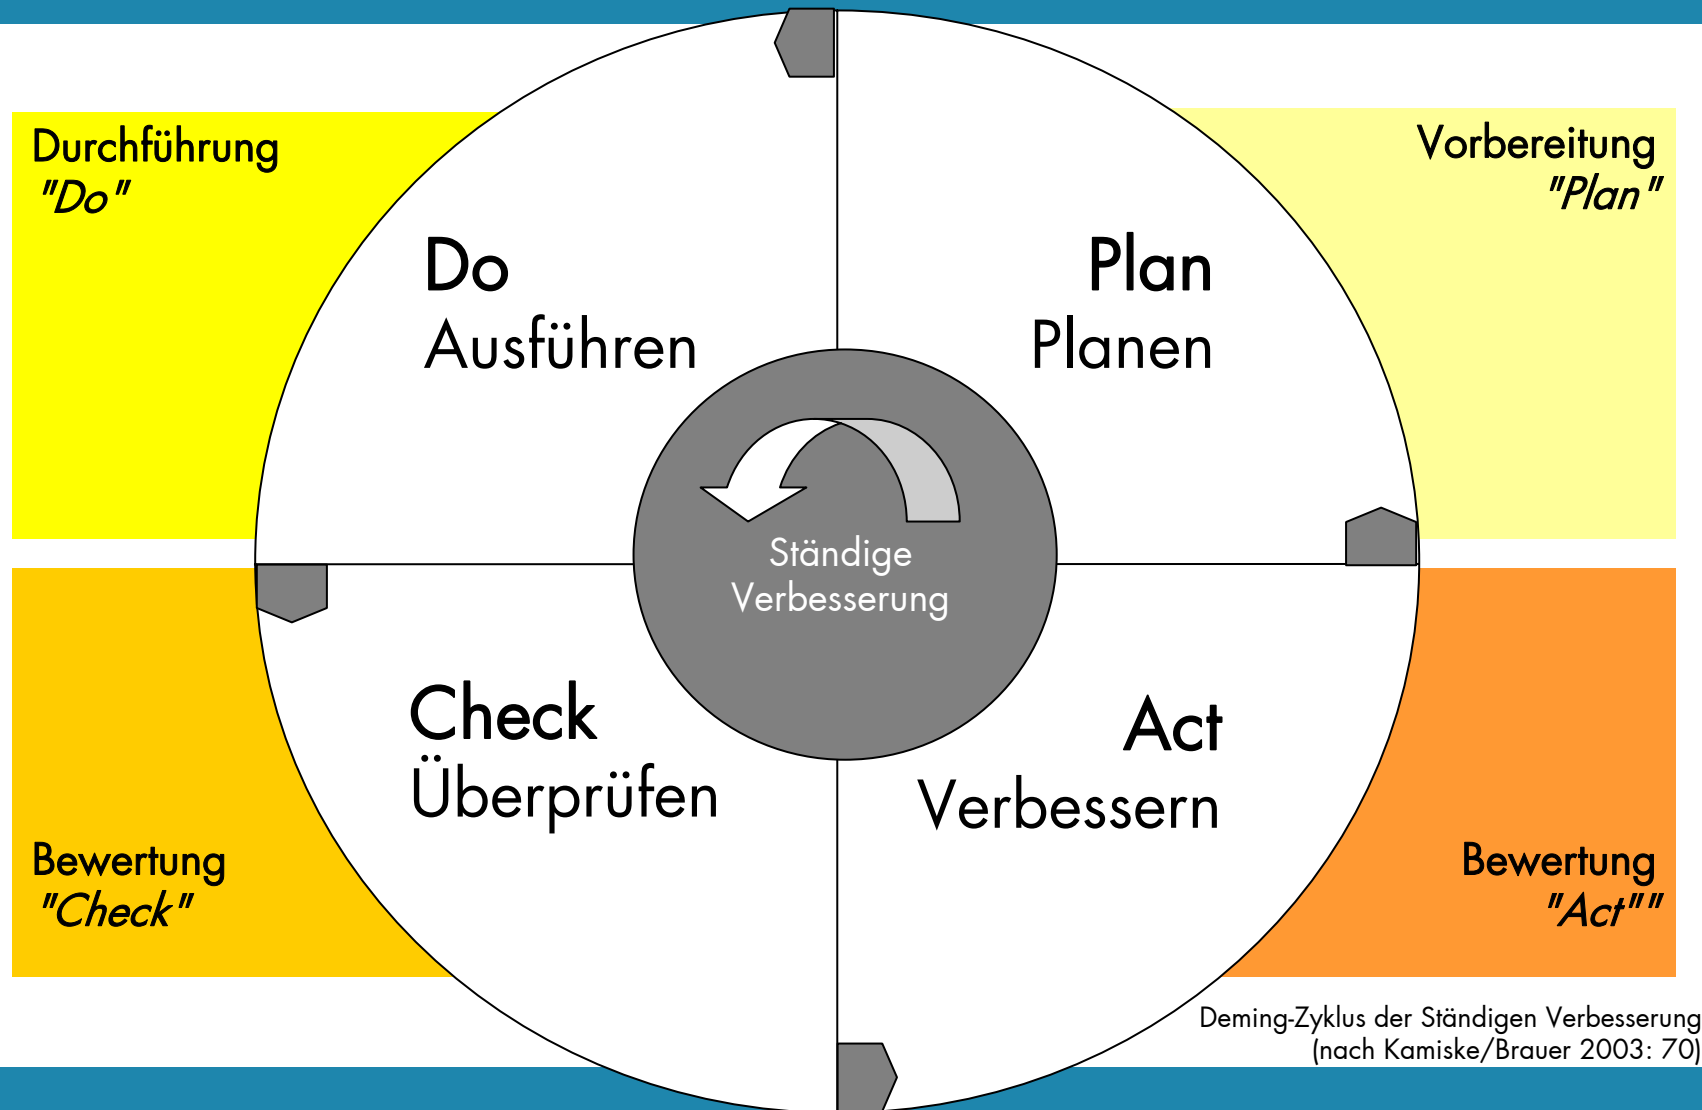 Durchführung
"Do"
Vorbereitung
"Plan"
Do
Ausführen
Plan
Planen
Ständige
Verbesserung
Check
Überprüfen
Act
Verbessern
Bewertung
"Check"
Bewertung
"Act""
Deming-Zyklus der Ständigen Verbesserung
(nach Kamiske/Brauer 2003: 70)